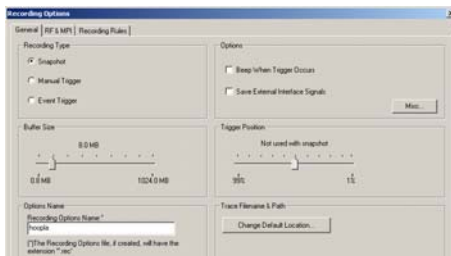 Recording Options
General RF & MPI Recording Rules
Recording Type
Snapshot
Manual Trigger
Event Trigger
Options
Beep When Trigger Occurs
Save External Interface Signals
Misc...
Buffer Size
8.0 MB
0.8 MB 1024.0 MB
Trigger Position
Not used with snapshot
99% 1%
Options Name
Recording Options Name:*
hoopla
(*)The Recording Options file, if created, will have the
extension ".rec"
Trace Filename & Path
Change Default Location...